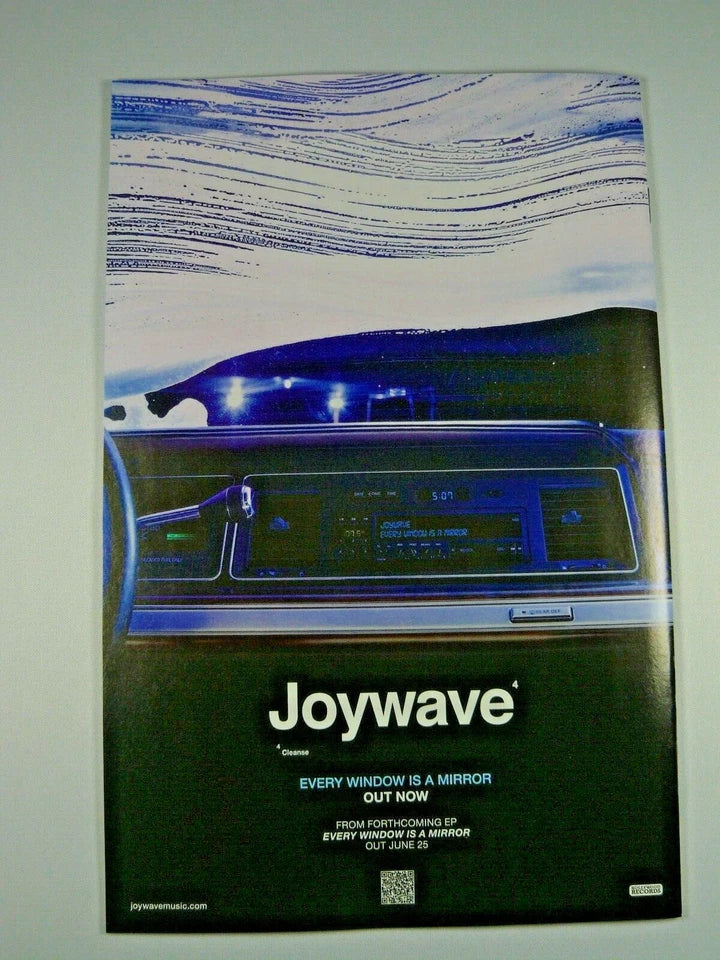 5:07
JOYWAVE
EVERY WINDOW IS A MIRROR
Joywave⁴
⁴ Cleanse
EVERY WINDOW IS A MIRROR
OUT NOW
FROM FORTHCOMING EP
EVERY WINDOW IS A MIRROR
OUT JUNE 25
joywavemusic.com
HOLLYWOOD
RECORDS